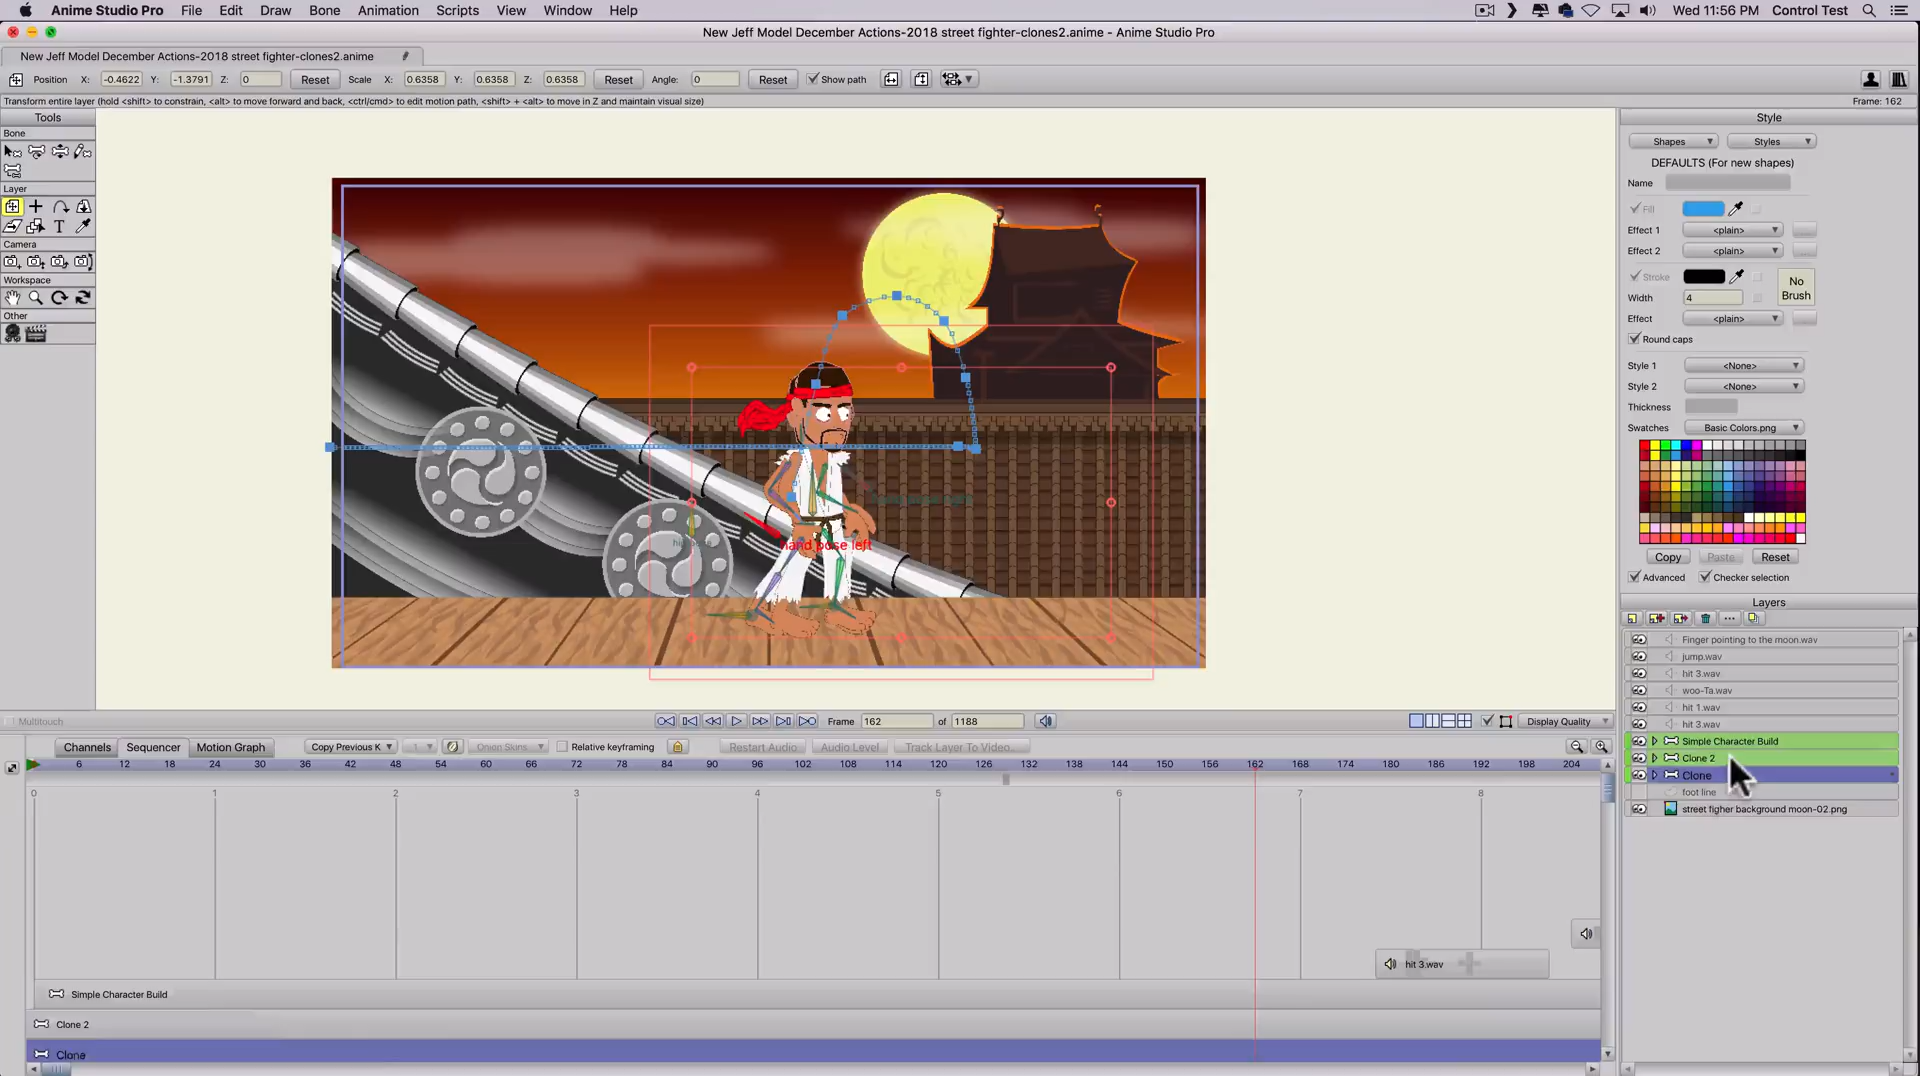 Anime Studio Pro File Edit Draw Bone Animation Scripts View Window Help Wed 11:56 PM Control Test
New Jeff Model December Actions-2018 street fighter-clones2.anime - Anime Studio Pro
New Jeff Model December Actions-2018 street fighter-clones2.anime
Position X: -0.4622 Y: -1.3791 Z: 0 Reset Scale X: 0.6358 Y: 0.6358 Z: 0.6358 Reset Angle: 0 Reset Show path
Transform entire layer (hold <shift> to constrain, <alt> to move forward and back, <ctrl/cmd> to edit motion path, <shift> + <alt> to move in Z and maintain visual size) Frame: 162
Tools
Bone
Layer
Camera
Workspace
Other
Style
Shapes Styles
DEFAULTS (For new shapes)
Name
Fill
Effect 1 <plain>
Effect 2 <plain>
Stroke
No Brush
Width 4
Effect <plain>
Round caps
Style 1 <None>
Style 2 <None>
Thickness
Swatches Basic Colors.png
Copy Paste Reset
Advanced Checker selection
Layers
Finger pointing to the moon.wav
jump.wav
hit 3.wav
woo-Ta.wav
hit 1.wav
hit 3.wav
Simple Character Build
Clone 2
Clone
foot line
street figher background moon-02.png
hand pose left
Multitouch Frame 162 of 1188 Display Quality
Channels Sequencer Motion Graph Copy Previous K 1 Onion Skins Relative keyframing Restart Audio Audio Level Track Layer To Video...
6 12 18 24 30 36 42 48 54 60 66 72 78 84 90 96 102 108 114 120 126 132 138 144 150 156 162 168 174 180 186 192 198 204
0 1 2 3 4 5 6 7 8
hit 3.wav
Simple Character Build
Clone 2
Clone